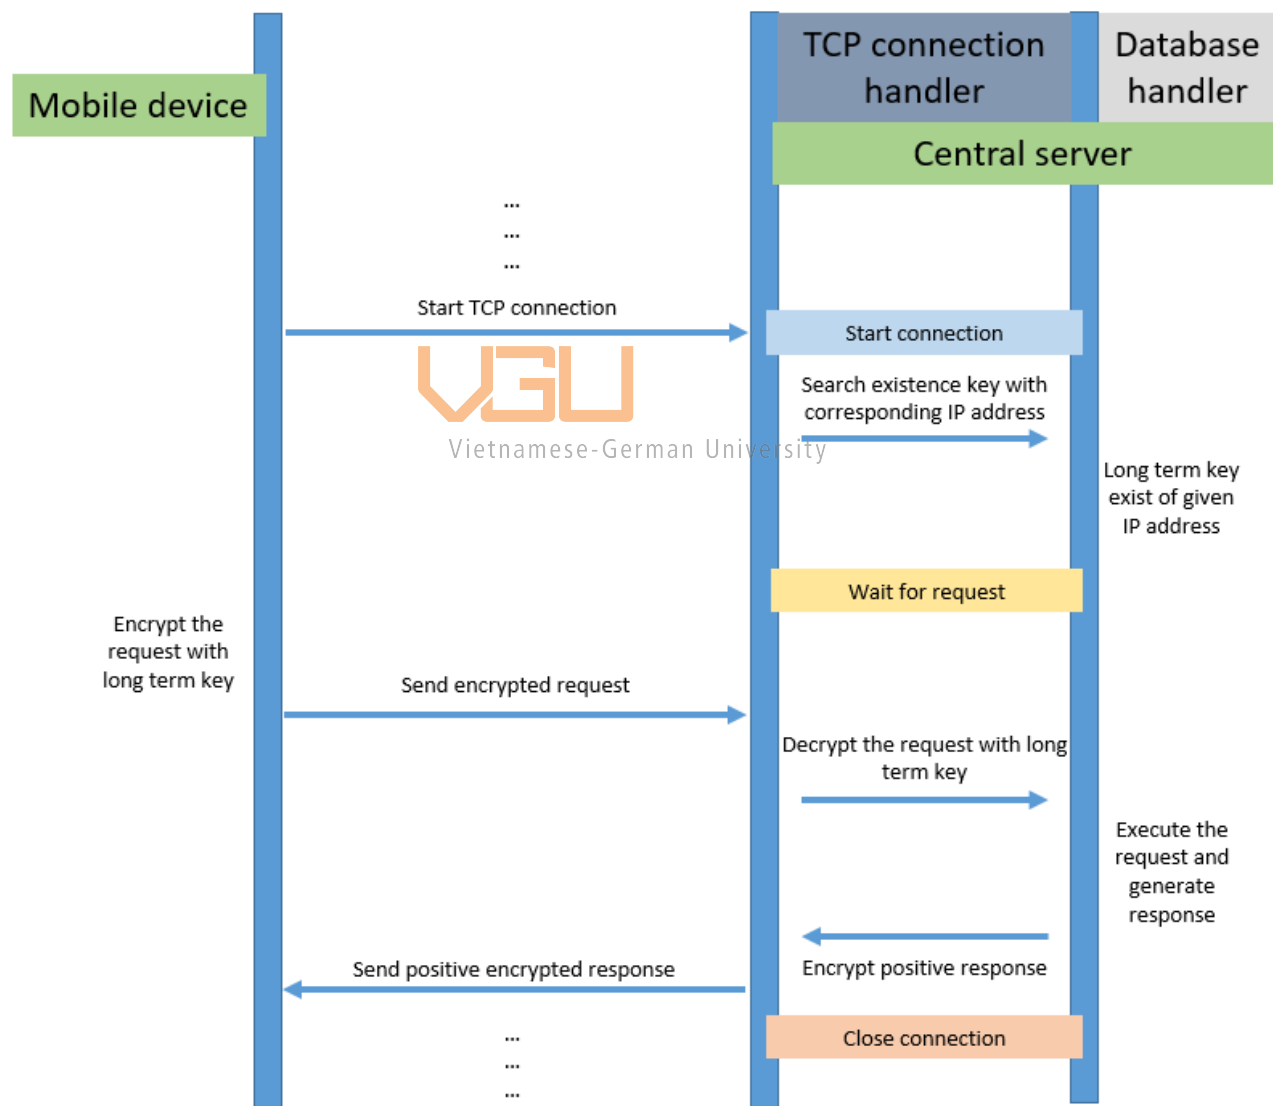 TCP connection
handler
Database
handler
Mobile device
Central server
...
...
...
Start TCP connection
Start connection
VGU
Vietnamese-German University
Search existence key with
corresponding IP address
Long term key
exist of given
IP address
Wait for request
Encrypt the
request with
long term key
Send encrypted request
Decrypt the request with long
term key
Execute the
request and
generate
response
Encrypt positive response
Send positive encrypted response
Close connection
...
...
...